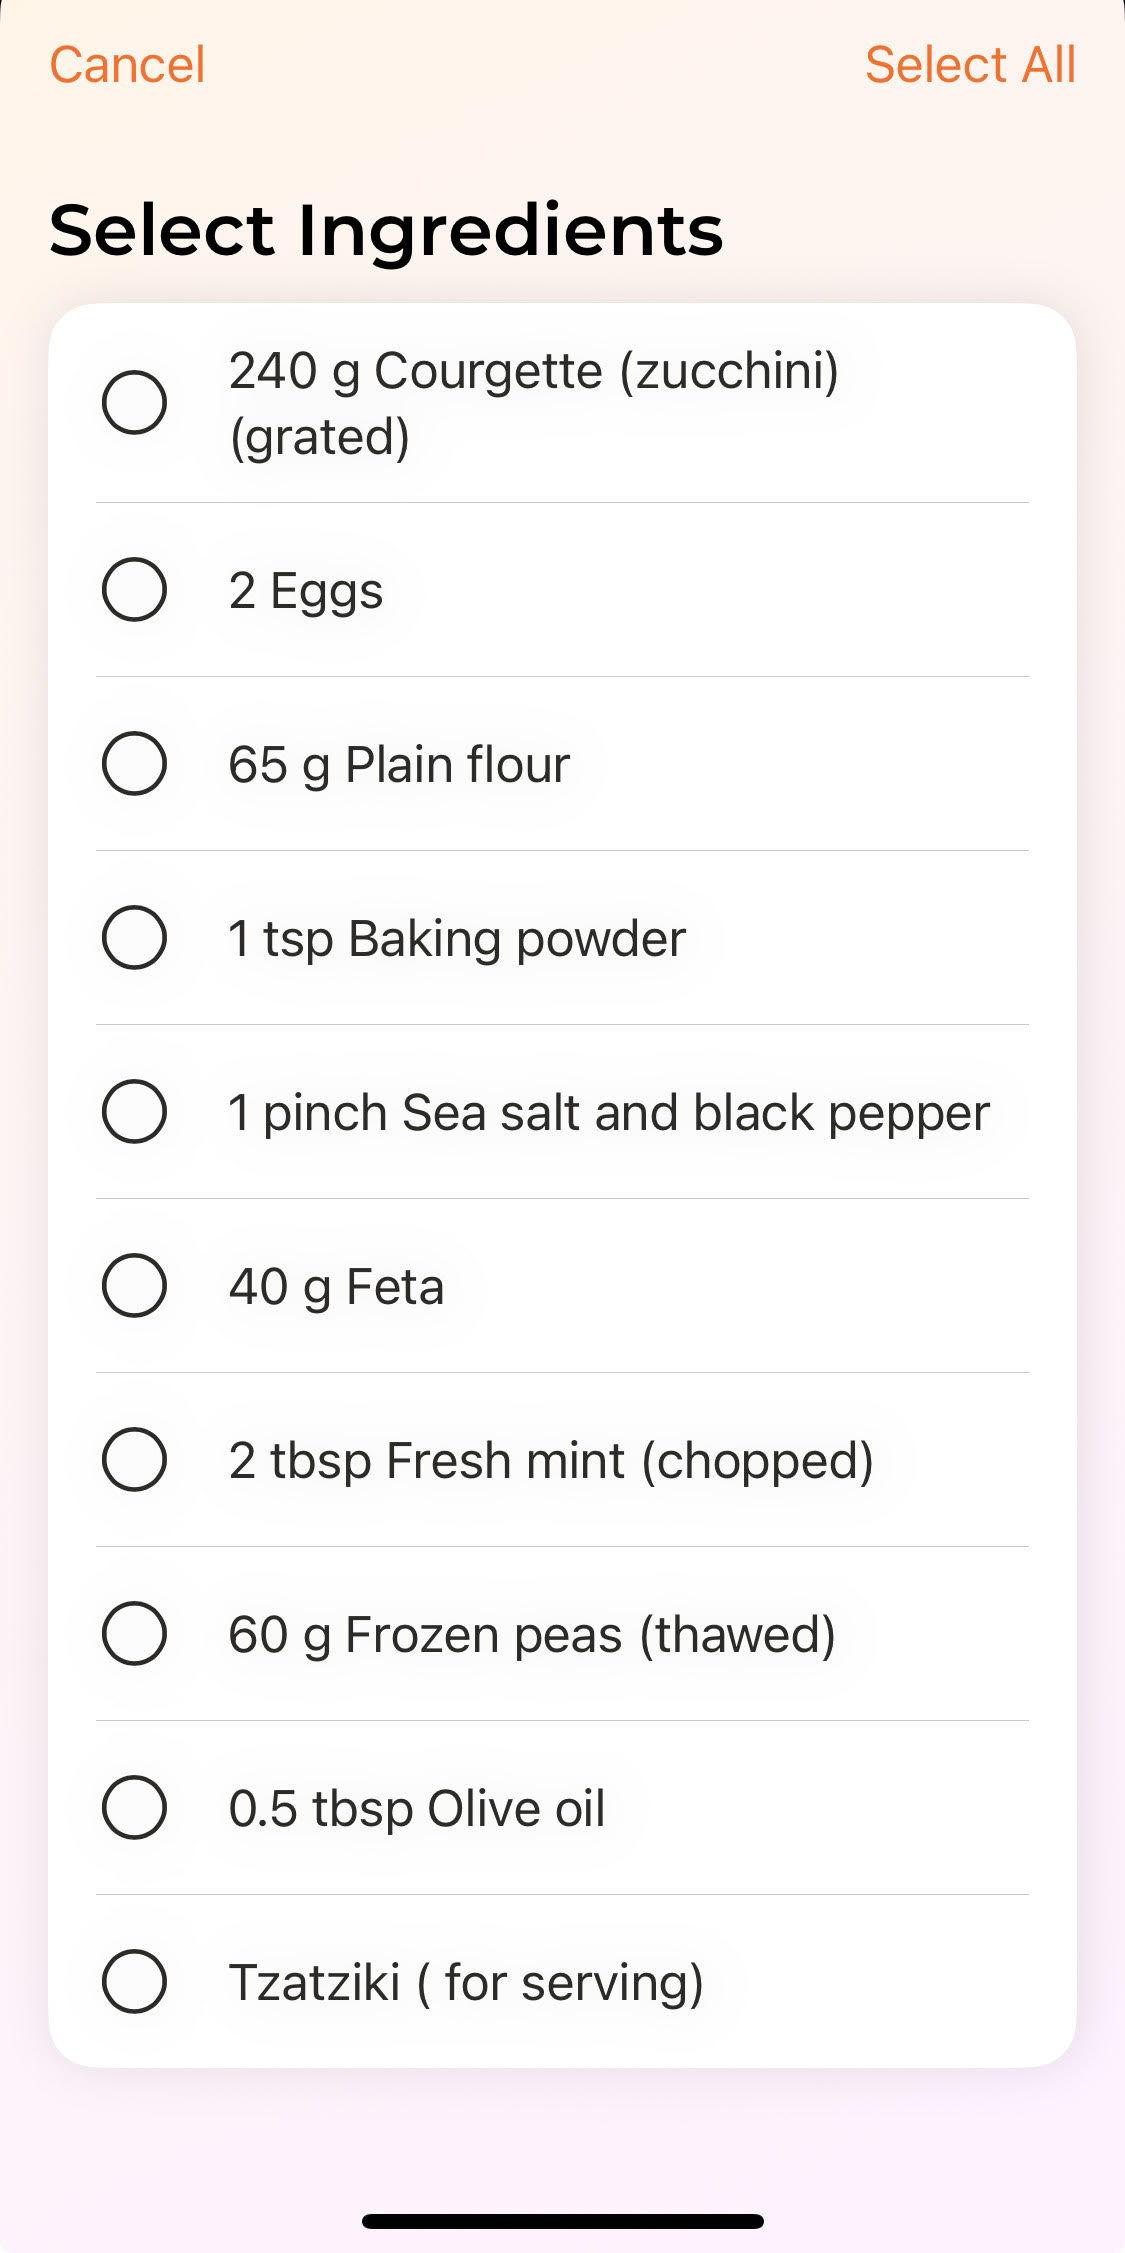 Cancel
Select All
Select Ingredients
240 g Courgette (zucchini)
(grated)
2 Eggs
65 g Plain flour
1 tsp Baking powder
1 pinch Sea salt and black pepper
40 g Feta
2 tbsp Fresh mint (chopped)
60 g Frozen peas (thawed)
0.5 tbsp Olive oil
Tzatziki ( for serving)